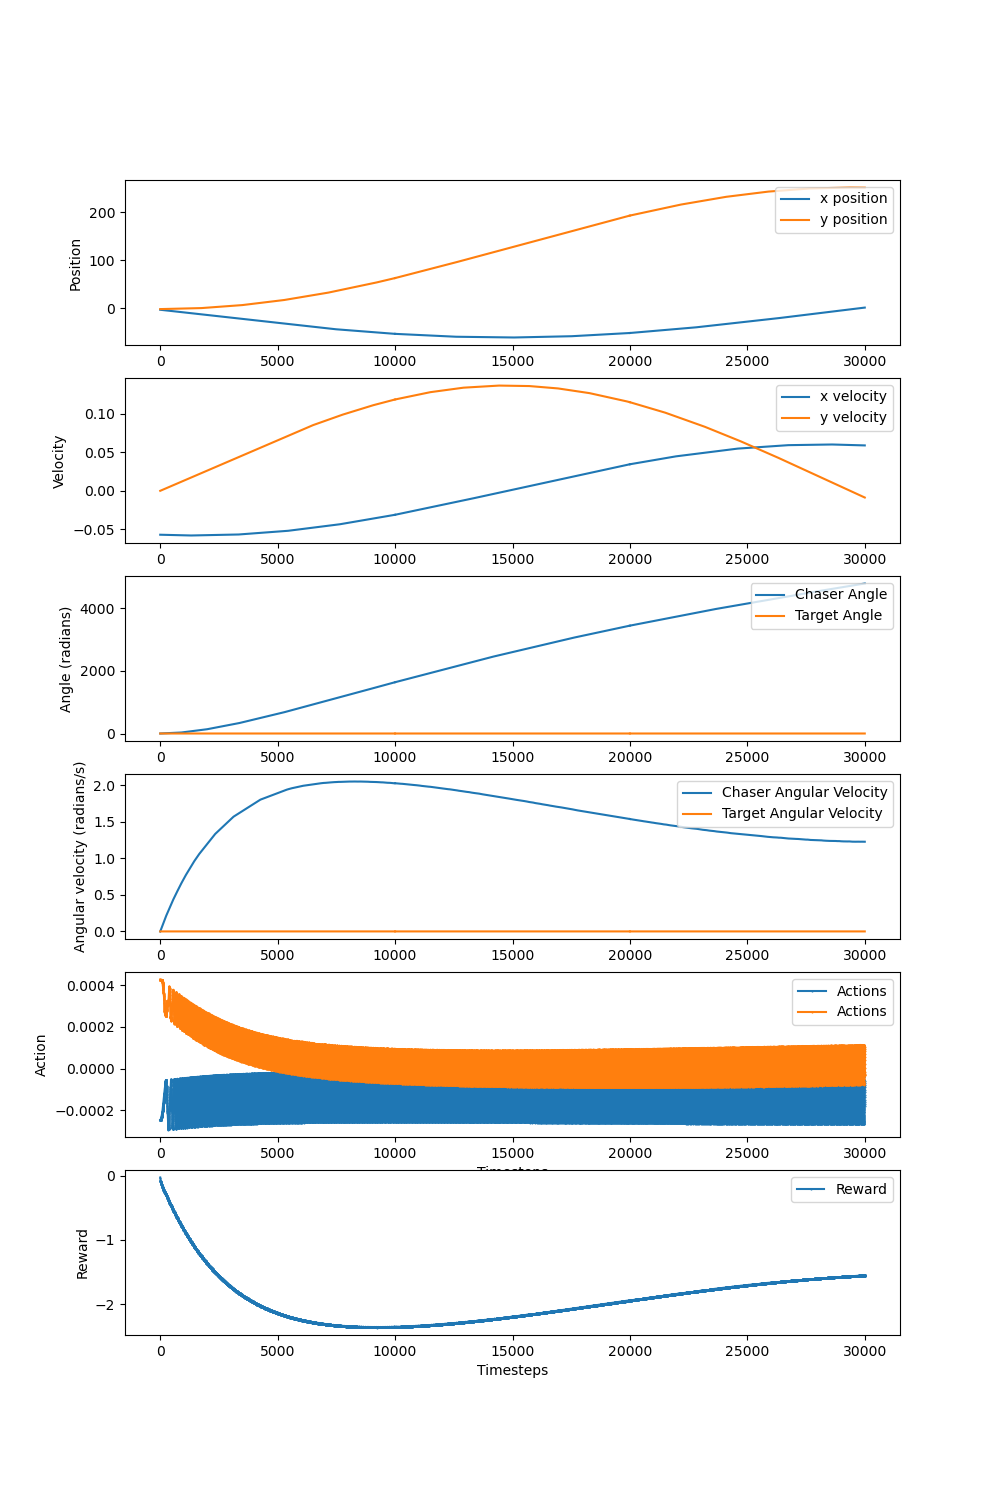 Position
200
100
0
x position
y position
0 5000 10000 15000 20000 25000 30000
Velocity
0.10
0.05
0.00
−0.05
x velocity
y velocity
0 5000 10000 15000 20000 25000 30000
Angle (radians)
4000
2000
0
Chaser Angle
Target Angle
0 5000 10000 15000 20000 25000 30000
Angular velocity (radians/s)
2.0
1.5
1.0
0.5
0.0
Chaser Angular Velocity
Target Angular Velocity
0 5000 10000 15000 20000 25000 30000
Action
0.0004
0.0002
0.0000
−0.0002
Actions
Actions
0 5000 10000 15000 20000 25000 30000
Timesteps
Reward
0
−1
−2
Reward
0 5000 10000 15000 20000 25000 30000
Timesteps